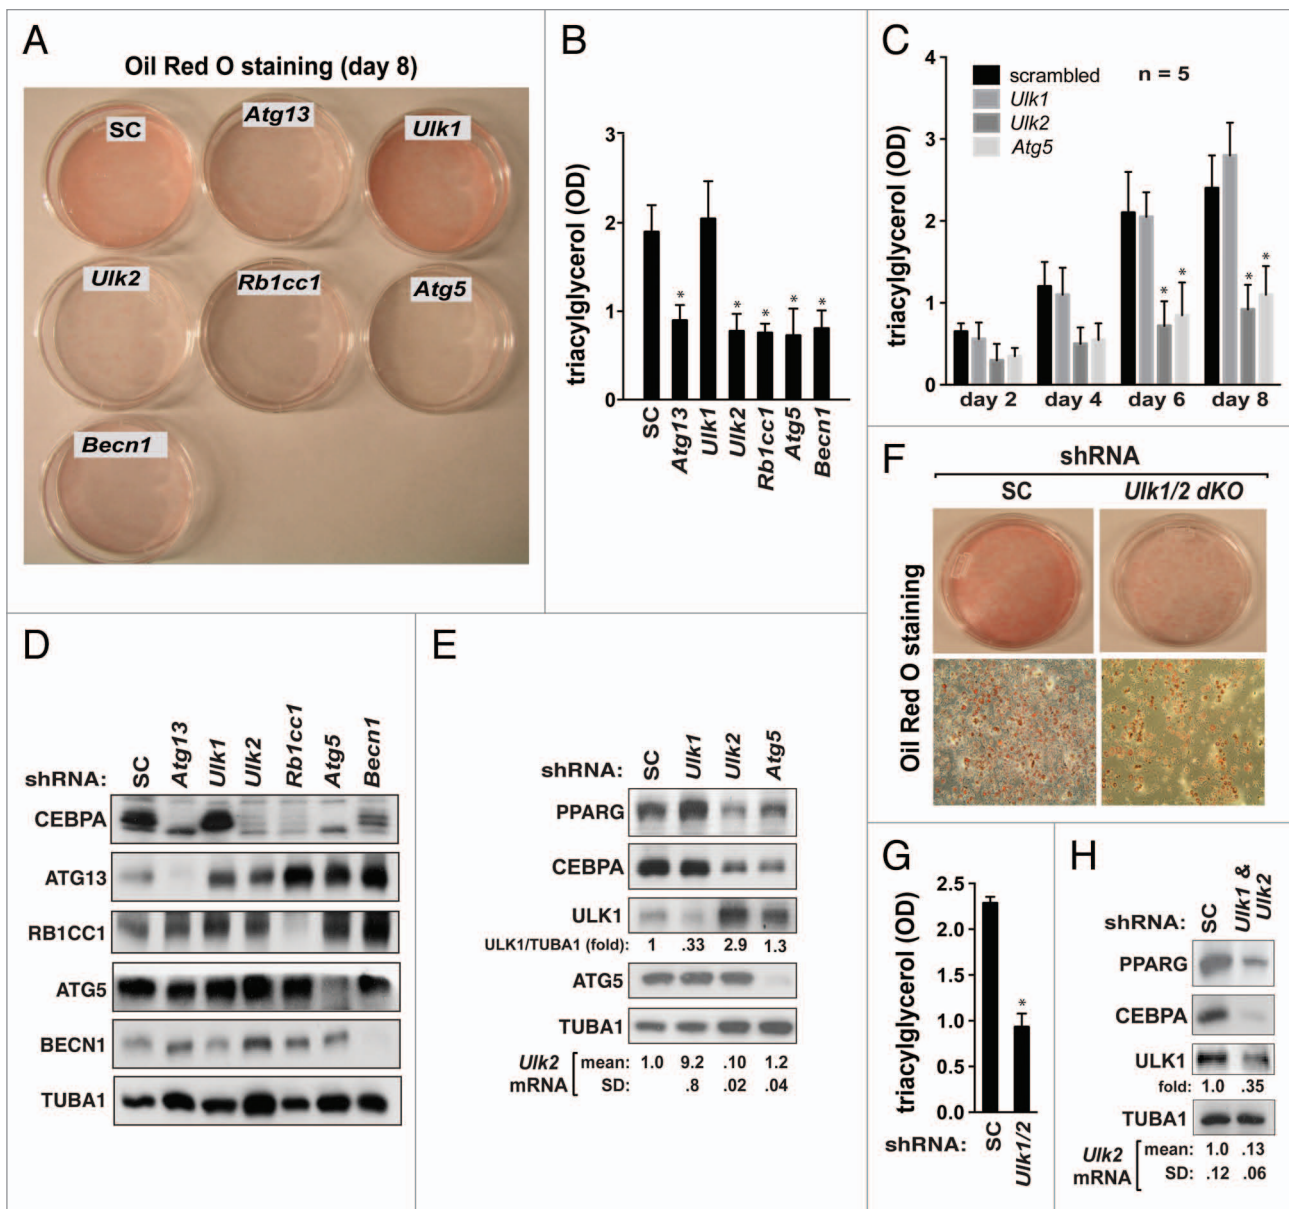 A
Oil Red O staining (day 8)
SC
Atg13
Ulk1
Ulk2
Rb1cc1
Atg5
Becn1
B
triacylglycerol (OD)
3
2
1
0
SC
Atg13
Ulk1
Ulk2
Rb1cc1
Atg5
Becn1
* * * * *
C
triacylglycerol (OD)
4
3
2
1
0
scrambled n = 5
Ulk1
Ulk2
Atg5
* * * *
day 2 day 4 day 6 day 8
D
shRNA: SC Atg13 Ulk1 Ulk2 Rb1cc1 Atg5 Becn1
CEBPA
ATG13
RB1CC1
ATG5
BECN1
TUBA1
E
shRNA: SC Ulk1 Ulk2 Atg5
PPARG
CEBPA
ULK1
ULK1/TUBA1 (fold): 1 .33 2.9 1.3
ATG5
TUBA1
Ulk2 mRNA
mean: 1.0 9.2 .10 1.2
SD: .8 .02 .04
F
shRNA
SC Ulk1/2 dKO
Oil Red O staining
G
triacylglycerol (OD)
2.5
2.0
1.5
1.0
0.5
0.0
*
shRNA: SC Ulk1/2
H
shRNA: SC Ulk1 & Ulk2
PPARG
CEBPA
ULK1
fold: 1.0 .35
TUBA1
Ulk2 mRNA
mean: 1.0 .13
SD: .12 .06